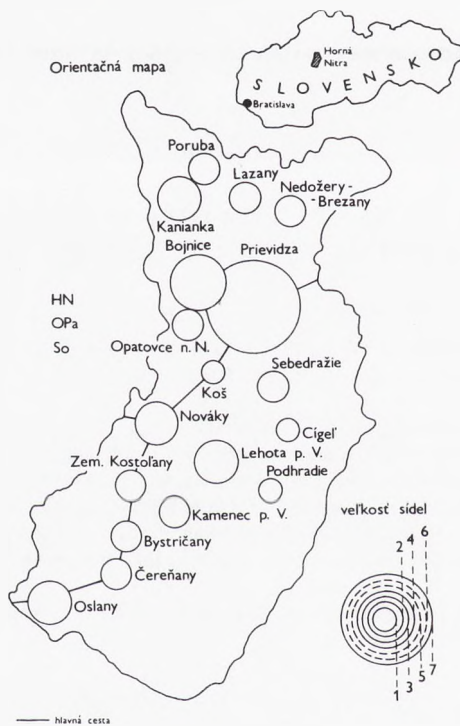 Orientačná mapa
Horná
Nitra
SLOVENSKO
Bratislava
Poruba
Lazany
Nedožery-
-Brezany
Kanianka
Bojnice
Prievidza
HN
OPa
So
Opatovce n. N.
Sebedražie
Koš
Nováky
Cígeľ
Lehota p. V.
Zem. Kostoľany
Podhradie
Kamenec p. V.
veľkosť sídel
6
4
2
Bystričany
Čereňany
Oslany
7
5
3
1
hlavná cesta